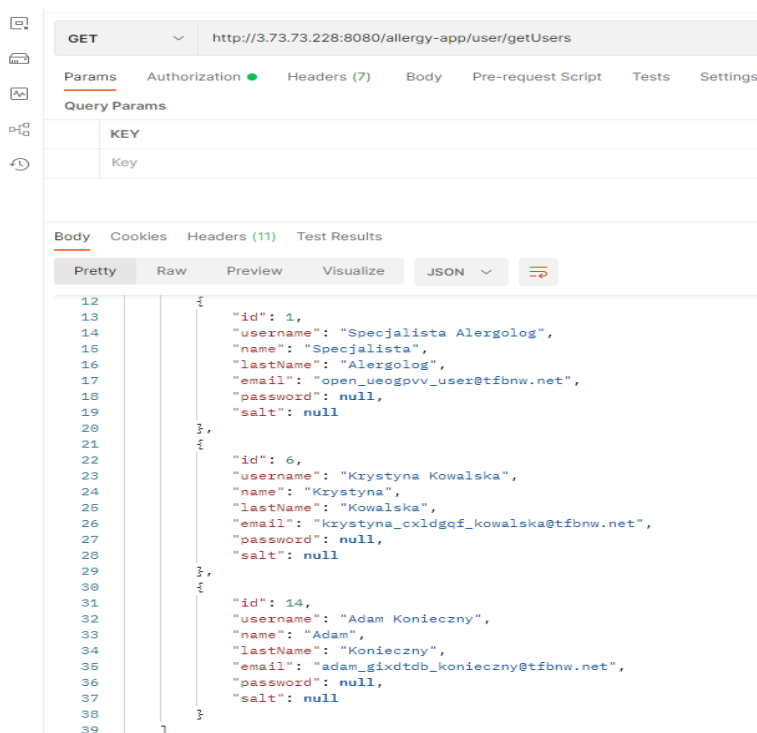 GET http://3.73.73.228:8080/allergy-app/user/getUsers
Params Authorization Headers (7) Body Pre-request Script Tests Settings
Query Params
KEY
Key
Body Cookies Headers (11) Test Results
Pretty Raw Preview Visualize JSON
12 {
13 "id": 1,
14 "username": "Specjalista Alergolog",
15 "name": "Specjalista",
16 "lastName": "Alergolog",
17 "email": "open_ueogpvv_user@tfbnw.net",
18 "password": null,
19 "salt": null
20 },
21 {
22 "id": 6,
23 "username": "Krystyna Kowalska",
24 "name": "Krystyna",
25 "lastName": "Kowalska",
26 "email": "krystyna_cxldgqf_kowalska@tfbnw.net",
27 "password": null,
28 "salt": null
29 },
30 {
31 "id": 14,
32 "username": "Adam Konieczny",
33 "name": "Adam",
34 "lastName": "Konieczny",
35 "email": "adam_gixdtdb_konieczny@tfbnw.net",
36 "password": null,
37 "salt": null
38 }
39 ]